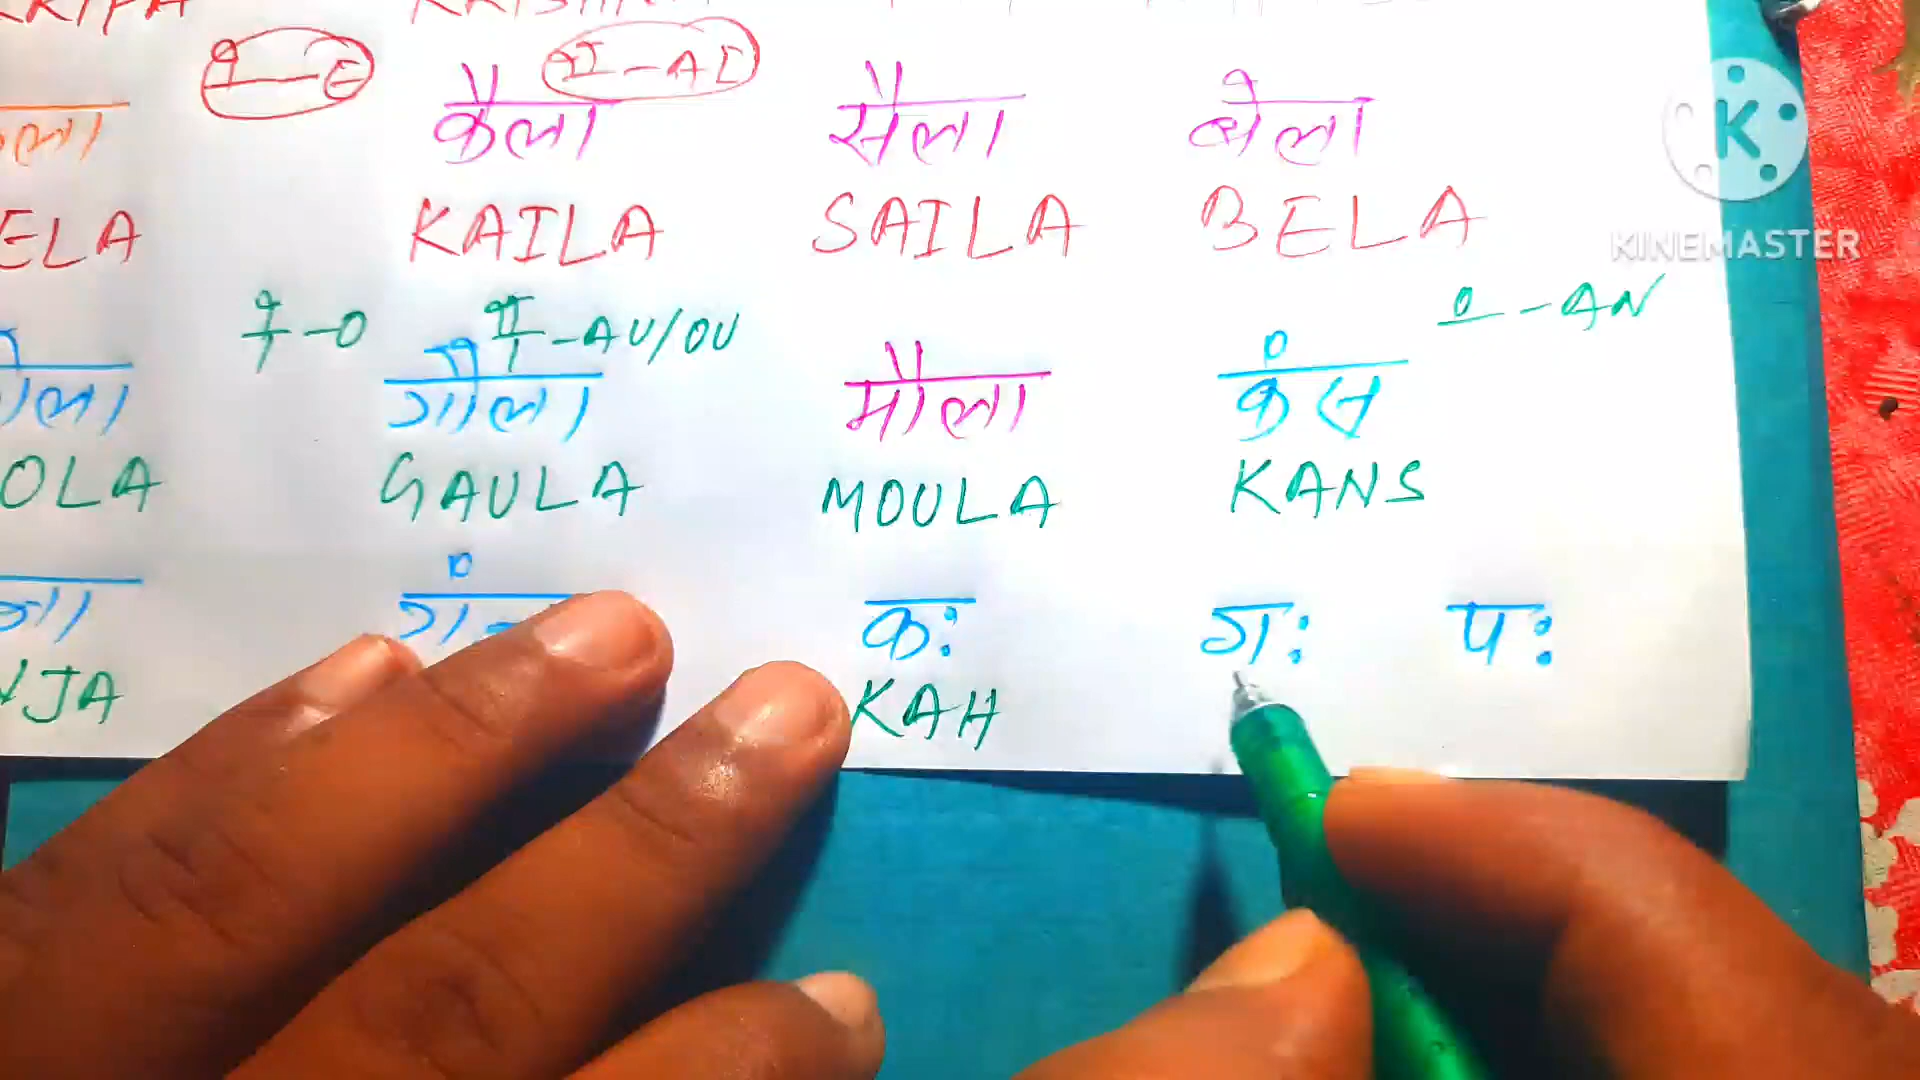 े — E ै — AI
कैला सैला बेला
ELA KAILA SAILA BELA
KINEMASTER
ो — O ौ — AU/OU ं — AN
गौला मौला कंस
OLA GAULA MOULA KANS
कः गः पः
JA KAH